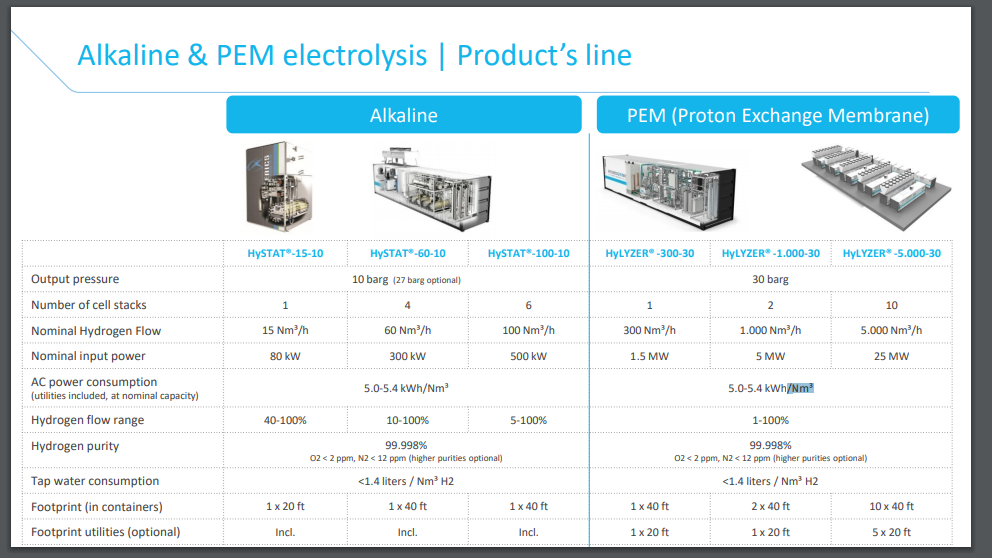 Alkaline & PEM electrolysis | Product's line
Alkaline
PEM (Proton Exchange Membrane)
HySTAT®-15-10 HySTAT®-60-10 HySTAT®-100-10 HyLYZER® -300-30 HyLYZER® -1.000-30 HyLYZER® -5.000-30
Output pressure 10 barg (27 barg optional) 30 barg
Number of cell stacks 1 4 6 1 2 10
Nominal Hydrogen Flow 15 Nm³/h 60 Nm³/h 100 Nm³/h 300 Nm³/h 1.000 Nm³/h 5.000 Nm³/h
Nominal input power 80 kW 300 kW 500 kW 1.5 MW 5 MW 25 MW
AC power consumption
(utilities included, at nominal capacity) 5.0-5.4 kWh/Nm³ 5.0-5.4 kWh/Nm³
Hydrogen flow range 40-100% 10-100% 5-100% 1-100%
Hydrogen purity 99.998% 99.998%
O2 < 2 ppm, N2 < 12 ppm (higher purities optional) O2 < 2 ppm, N2 < 12 ppm (higher purities optional)
Tap water consumption <1.4 liters / Nm³ H2 <1.4 liters / Nm³ H2
Footprint (in containers) 1 x 20 ft 1 x 40 ft 1 x 40 ft 1 x 40 ft 2 x 40 ft 10 x 40 ft
Footprint utilities (optional) Incl. Incl. Incl. 1 x 20 ft 1 x 20 ft 5 x 20 ft